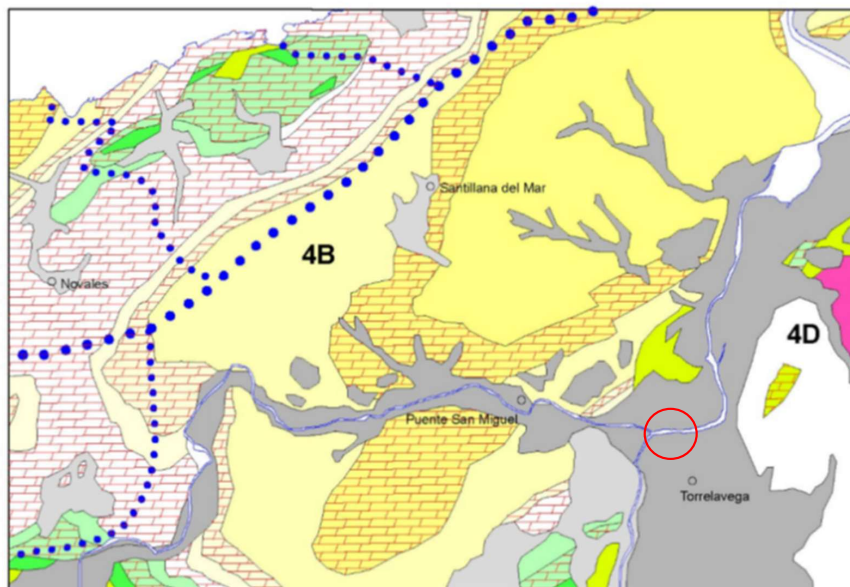 Santillana del Mar
4B
Novales
4D
Puente San Miguel
Torrelavega